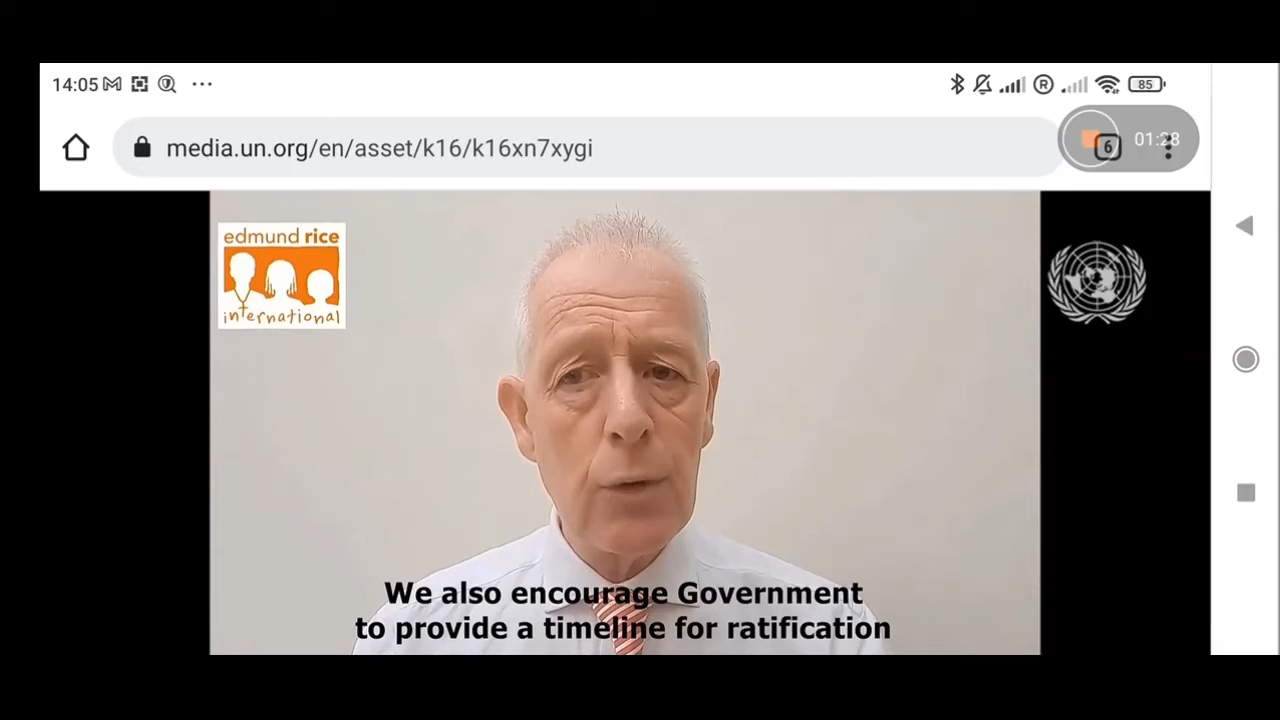 14:05
85
media.un.org/en/asset/k16/k16xn7xygi
6
01:28
edmund rice
international
We also encourage Government
to provide a timeline for ratification